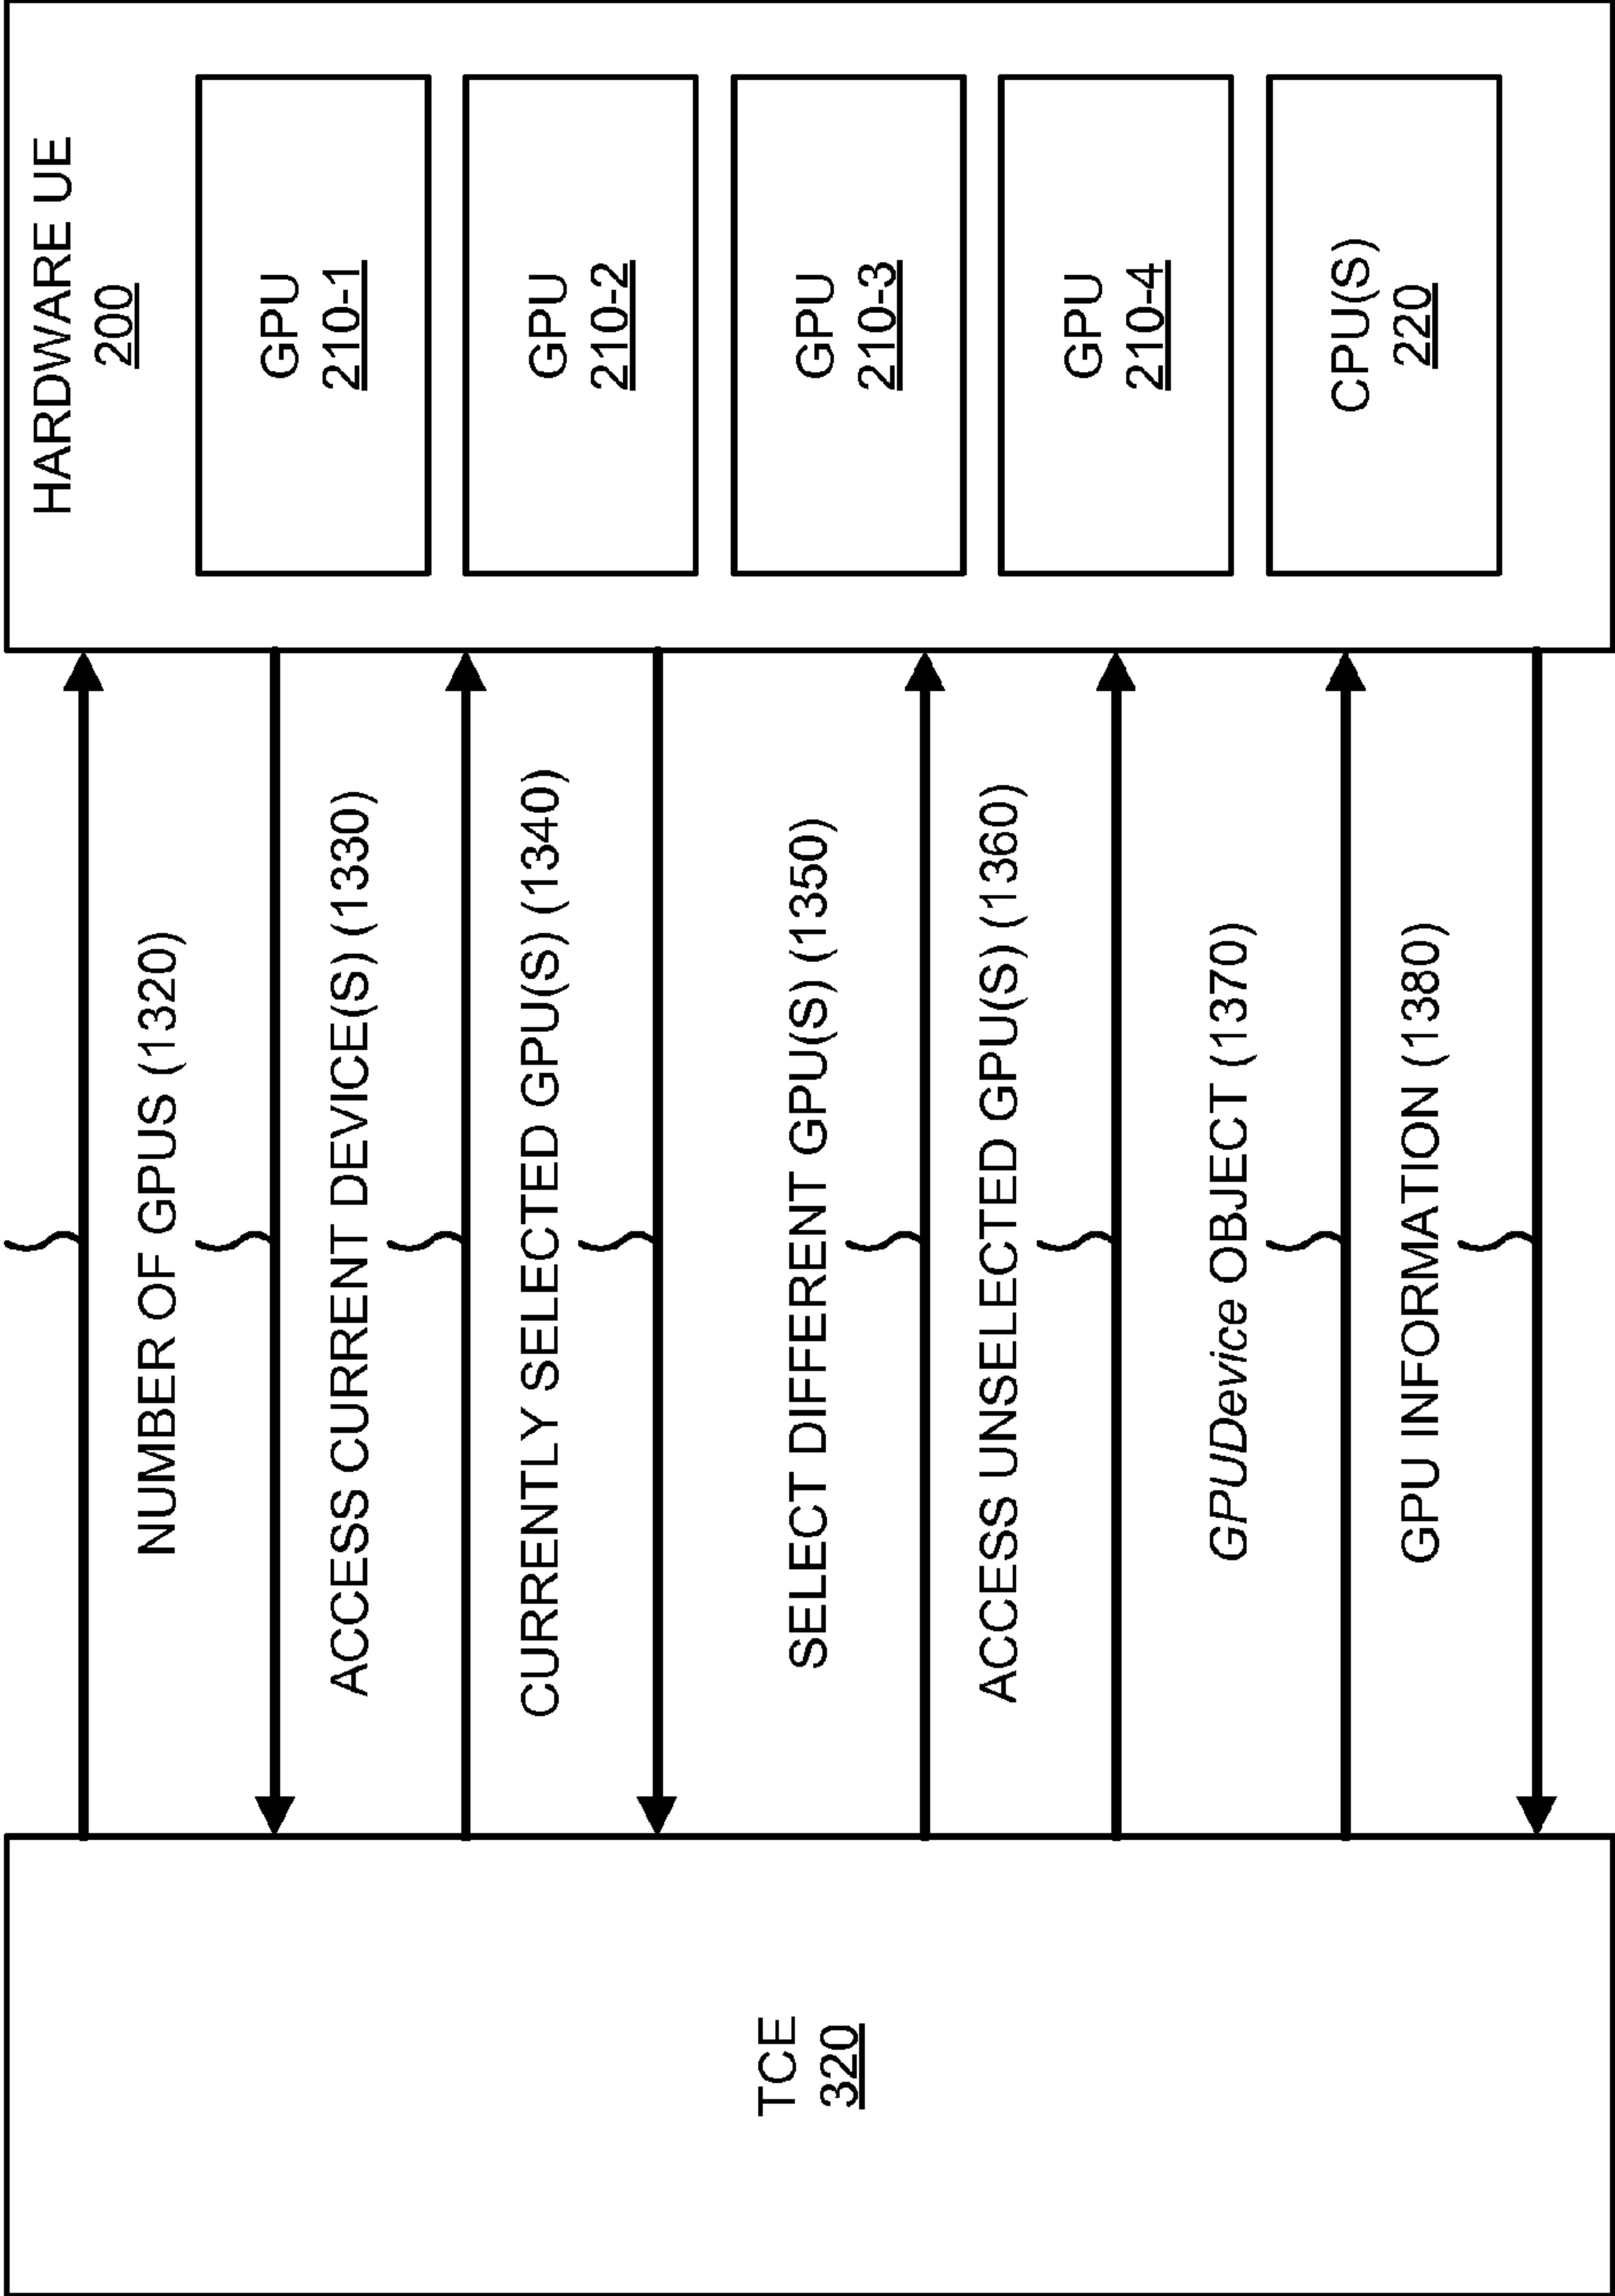 HARDWARE UE
200
GPU
210-1
GPU
210-2
GPU
210-3
GPU
210-4
CPU(S)
220
NUMBER OF GPUS (1320)
ACCESS CURRENT DEVICE(S) (1330)
CURRENTLY SELECTED GPU(S) (1340)
SELECT DIFFERENT GPU(S) (1350)
ACCESS UNSELECTED GPU(S) (1360)
GPUDevice OBJECT (1370)
GPU INFORMATION (1380)
TCE
320